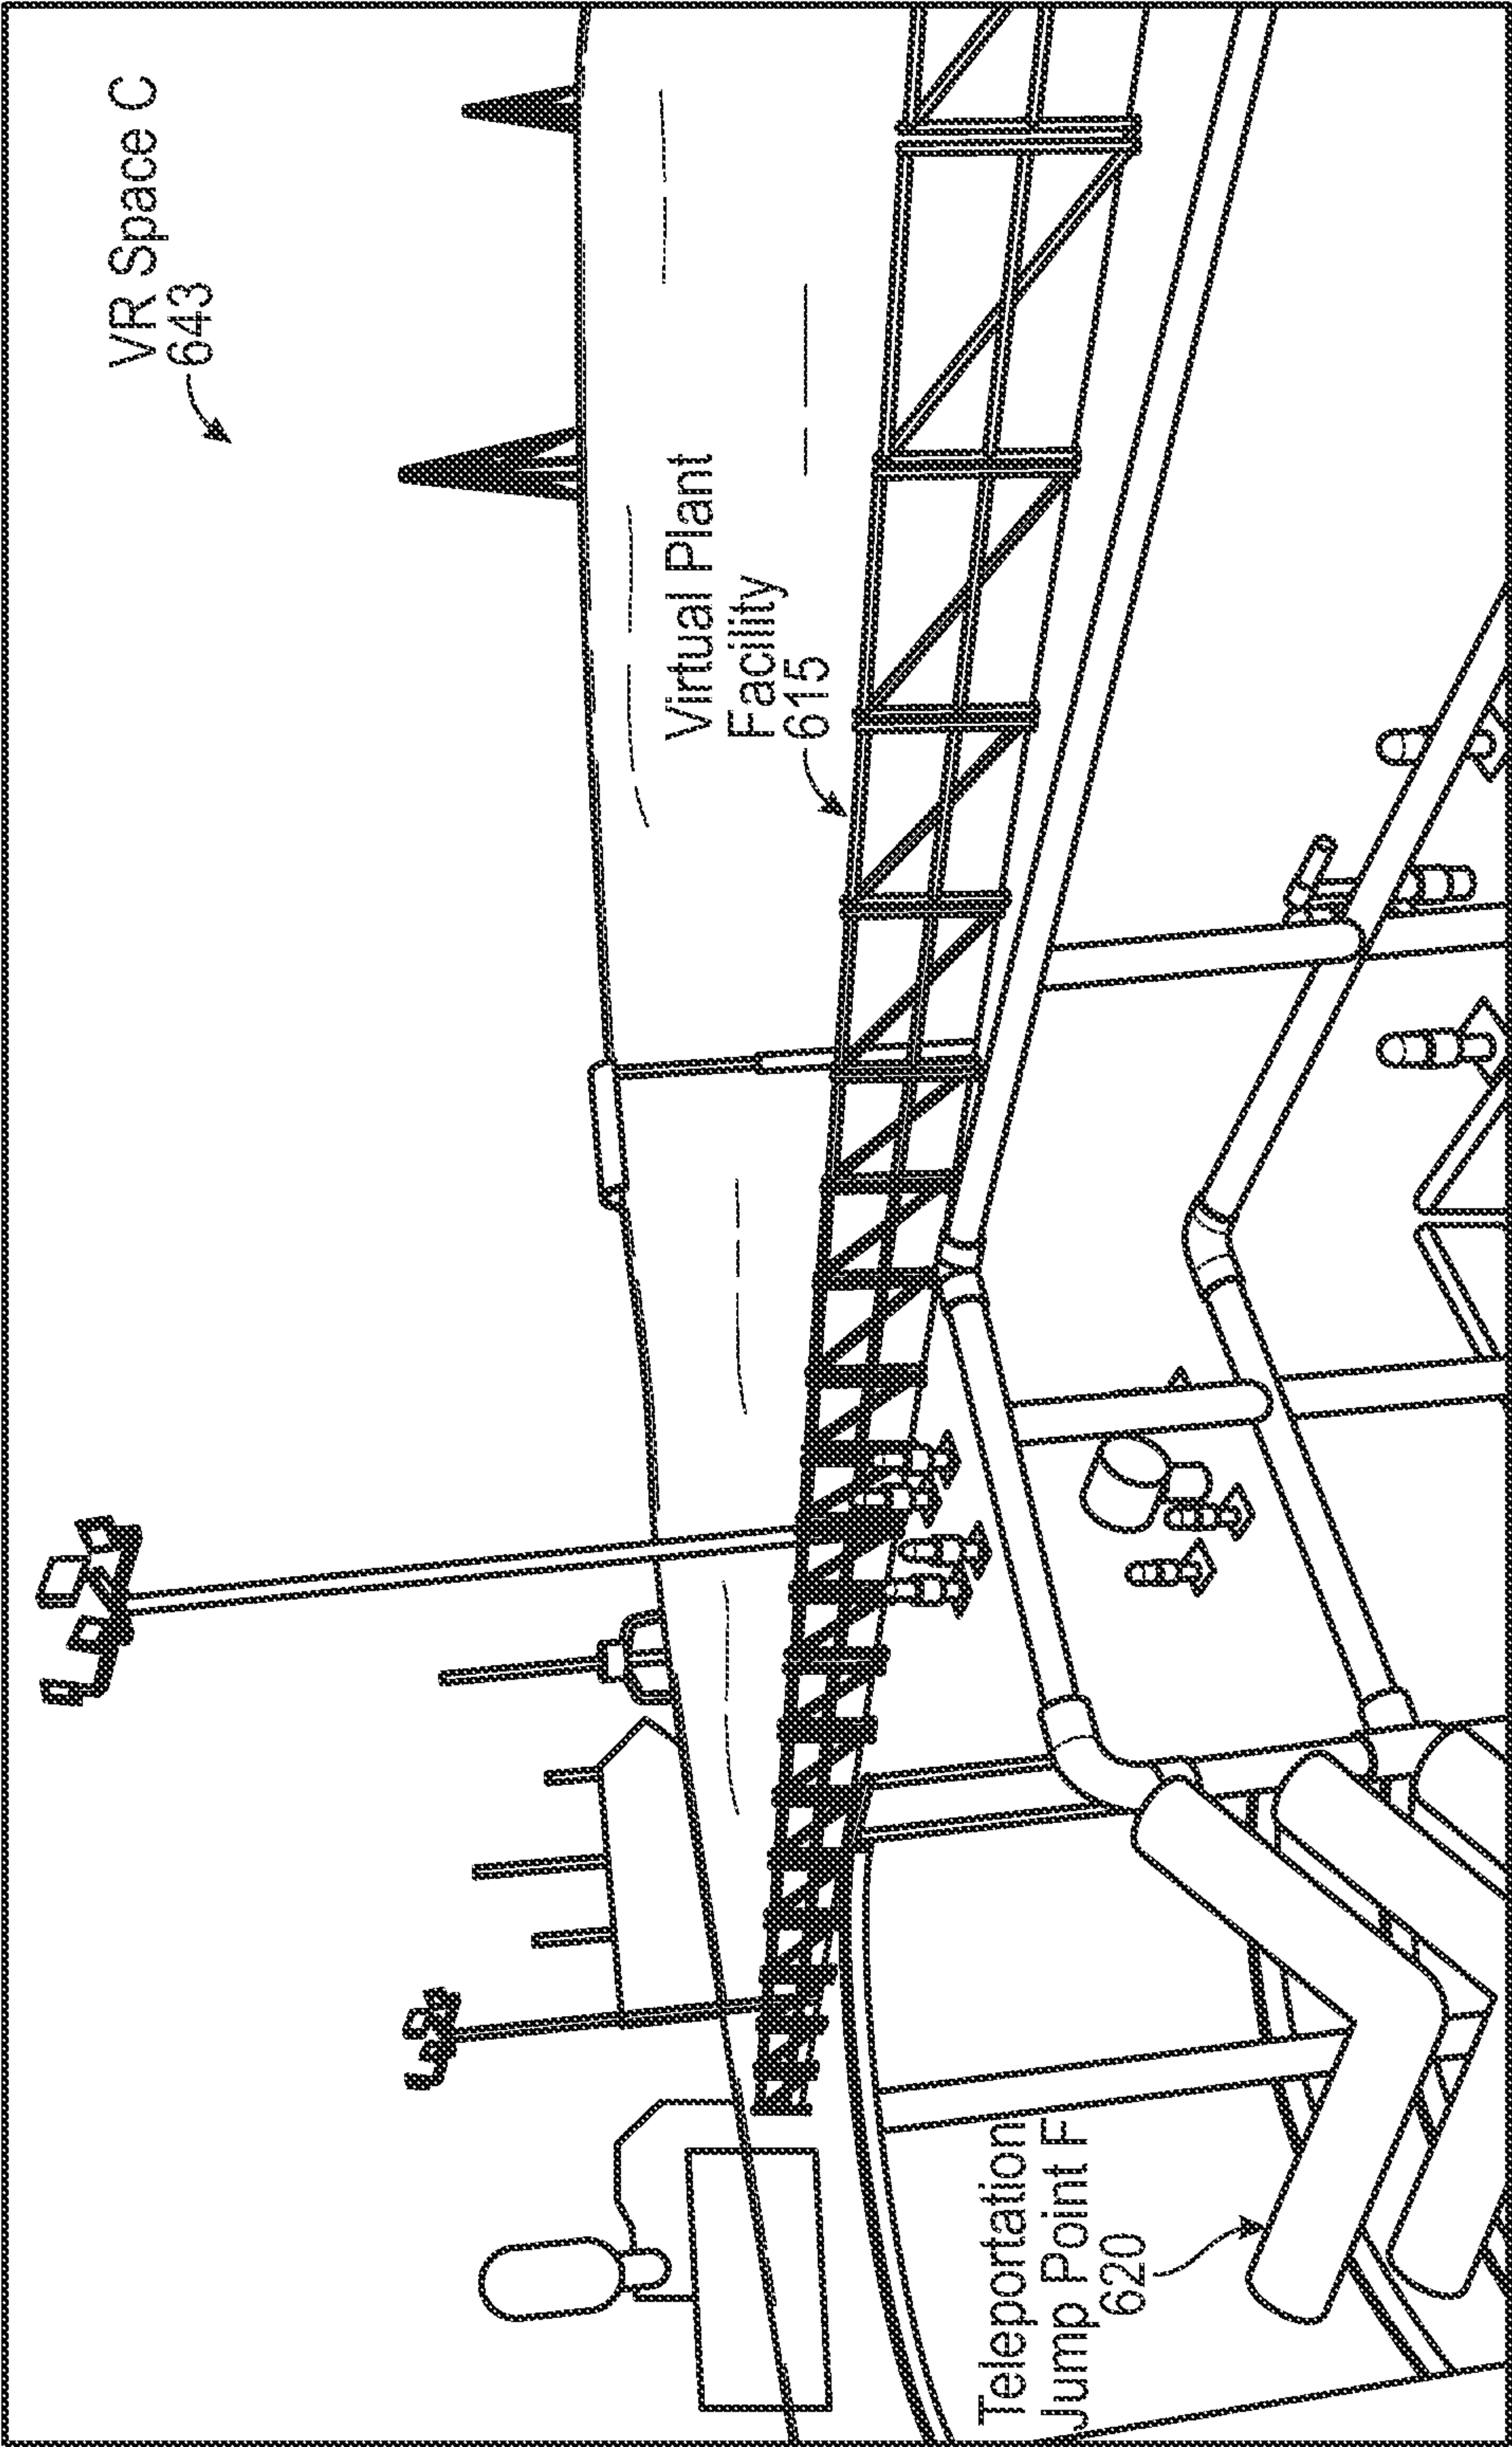 VR Space C
643
Virtual Plant
Facility
615
Teleportation
Jump Point F
620